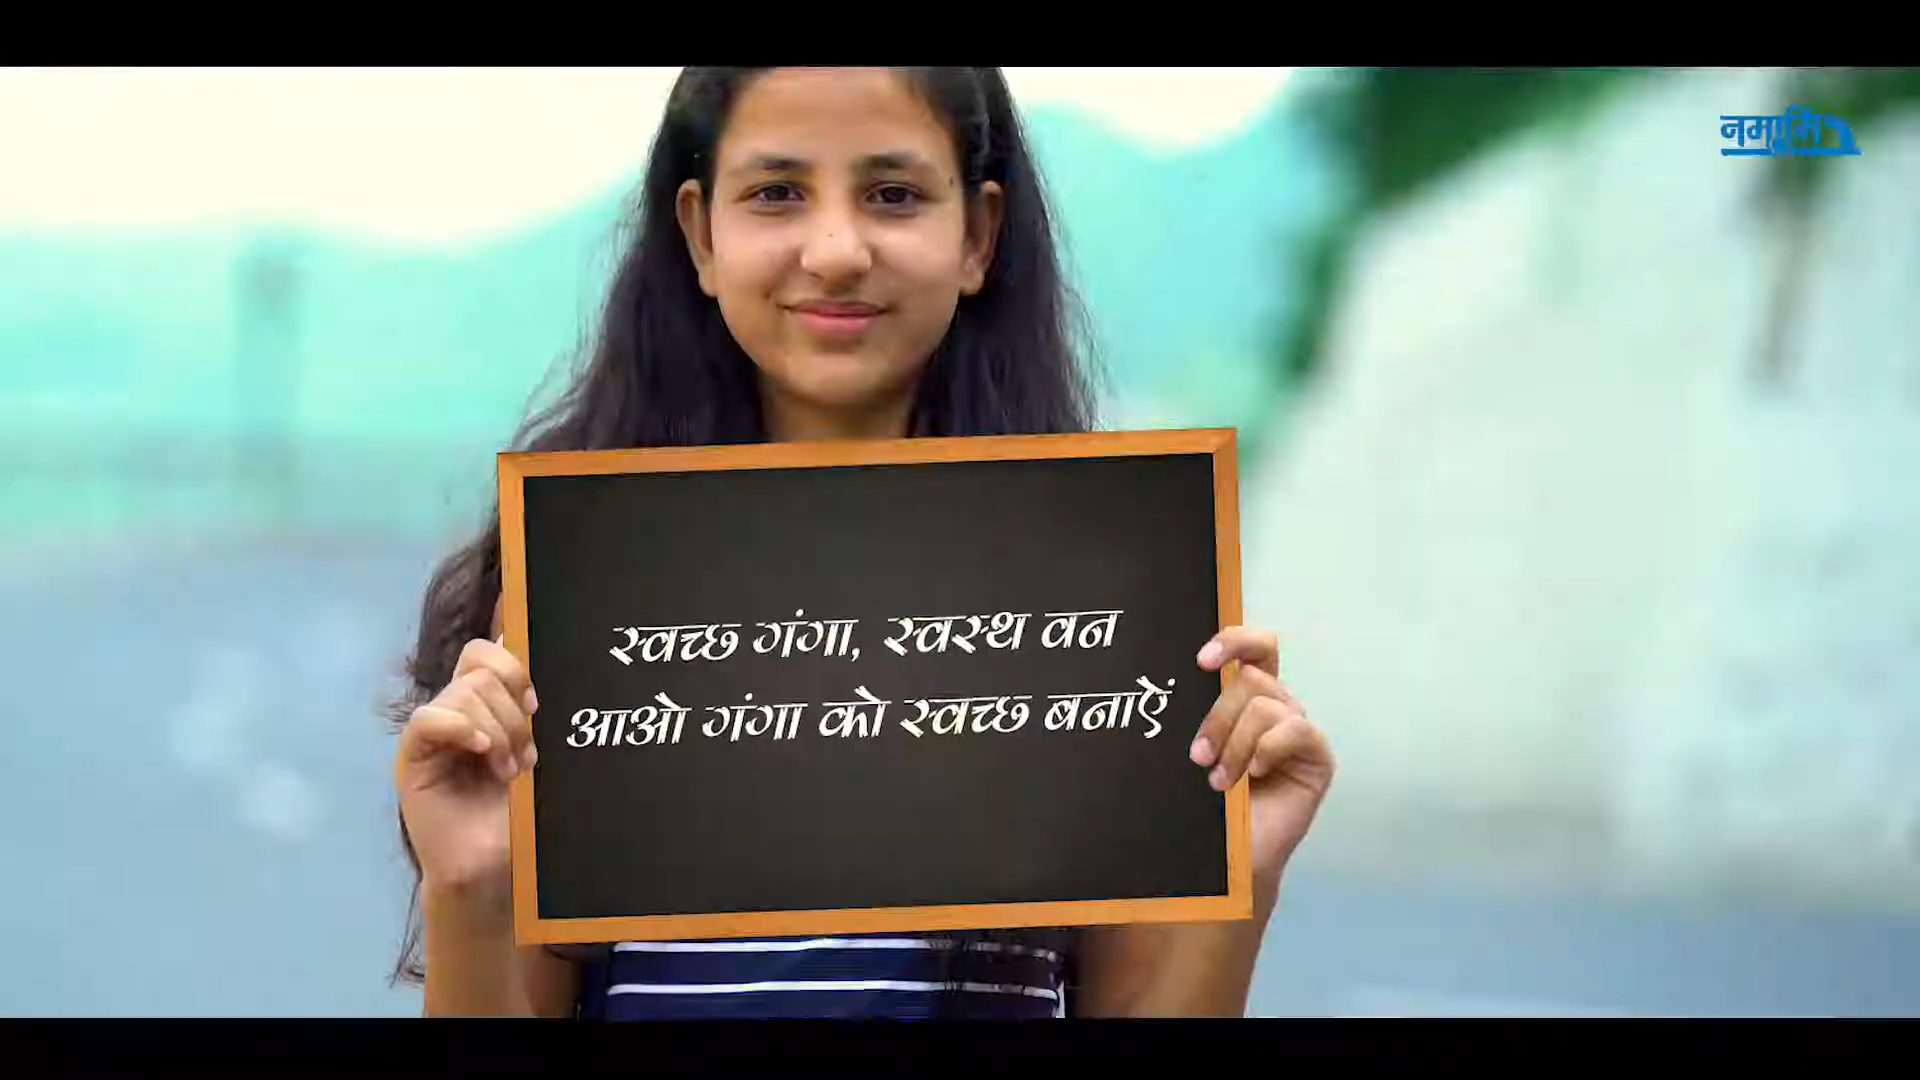 नमामि
स्वच्छ गंगा, स्वस्थ वन
आओ गंगा को स्वच्छ बनाऐं